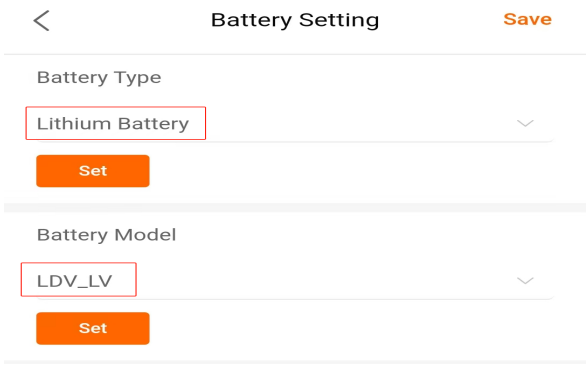 Battery Setting
Save
Battery Type
Lithium Battery
Set
Battery Model
LDV_LV
Set